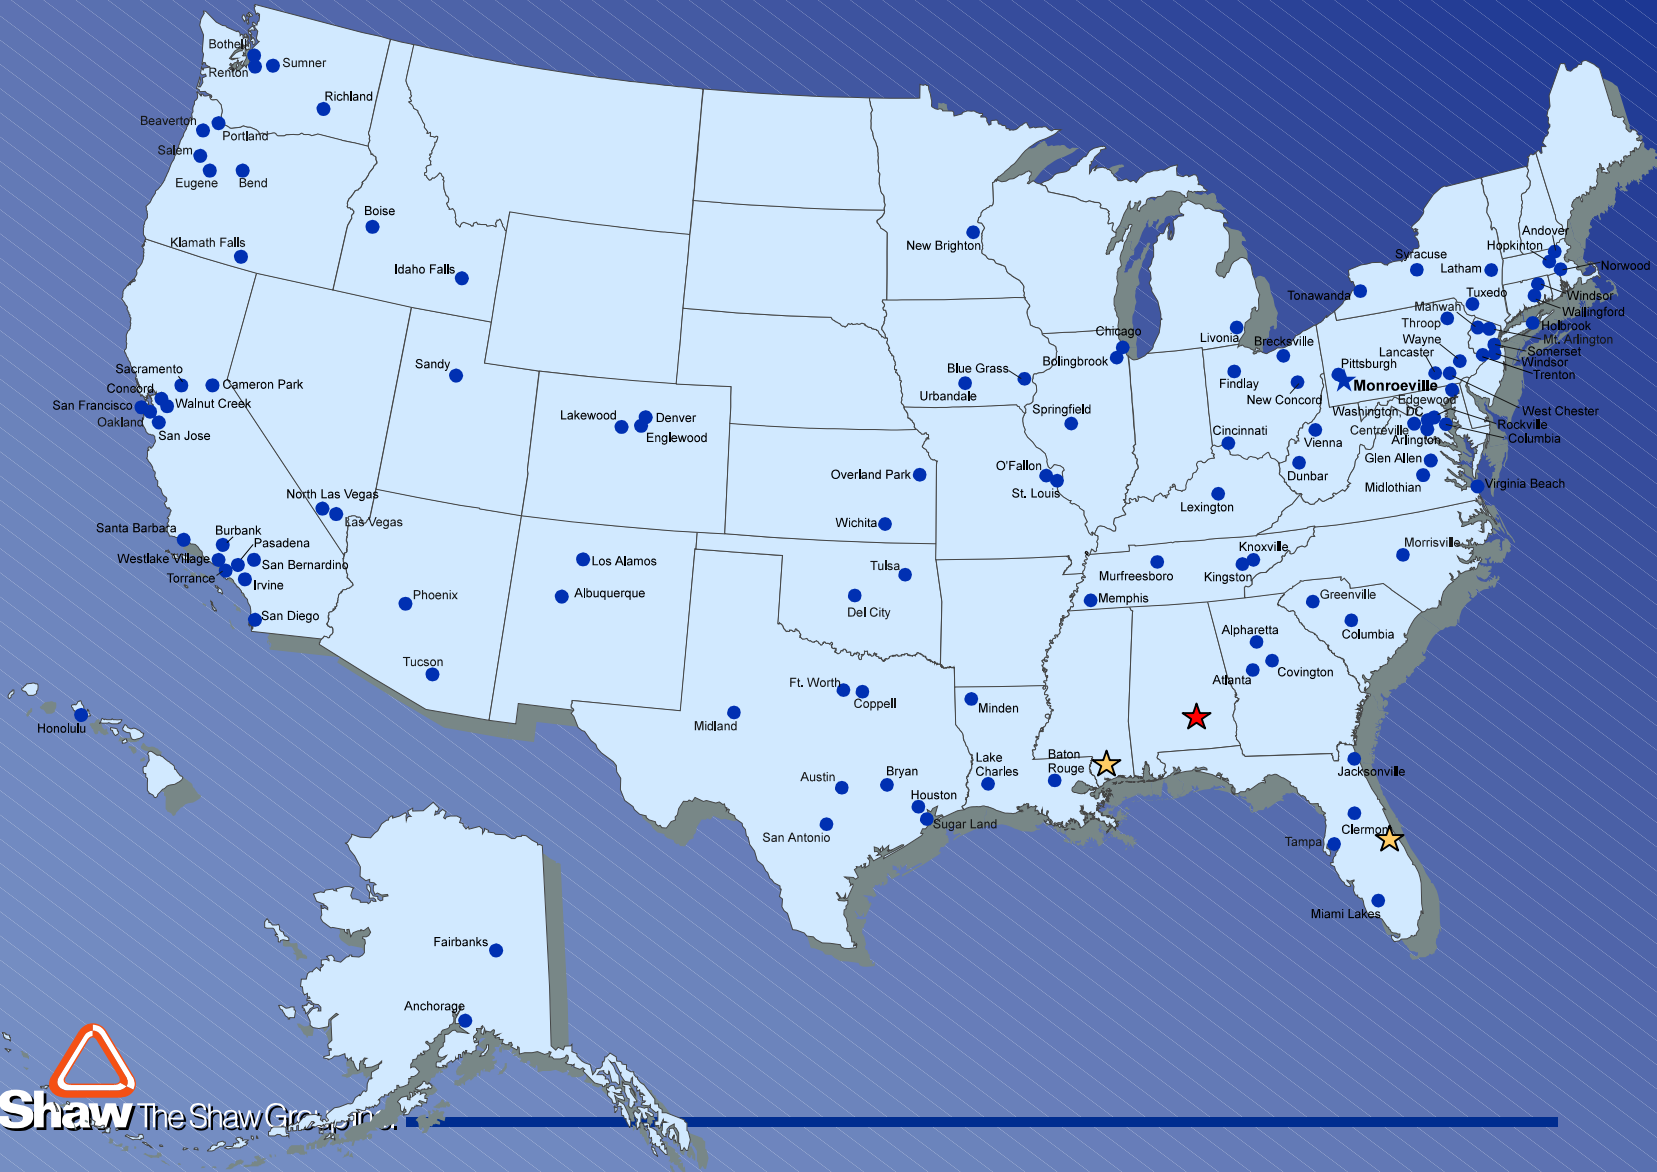 Bothell
Renton
Sumner
Richland
Beaverton
Portland
Salem
Eugene
Bend
Klamath Falls
Boise
Idaho Falls
Sacramento
Cameron Park
Concord
Walnut Creek
San Francisco
Oakland
San Jose
North Las Vegas
Las Vegas
Santa Barbara
Burbank
Pasadena
Westlake Village
San Bernardino
Torrance
Irvine
San Diego
Sandy
Phoenix
Tucson
Lakewood
Denver
Englewood
Los Alamos
Albuquerque
New Brighton
Blue Grass
Urbandale
Overland Park
Wichita
Tulsa
Del City
Ft. Worth
Coppell
Midland
Austin
Bryan
Houston
Sugar Land
San Antonio
Chicago
Bolingbrook
Springfield
O'Fallon
St. Louis
Minden
Lake
Charles
Baton
Rouge
Livonia
Brecksville
Findlay
New Concord
Cincinnati
Lexington
Vienna
Dunbar
Knoxville
Kingston
Murfreesboro
Memphis
Morrisville
Greenville
Columbia
Alpharetta
Covington
Atlanta
Jacksonville
Clermont
Tampa
Miami Lakes
Andover
Hopkinton
Norwood
Syracuse
Latham
Tonawanda
Tuxedo
Windsor
Wallingford
Mahwah
Throop
Holbrook
Mt. Arlington
Wayne
Somerset
Lancaster
Windsor
Trenton
Pittsburgh
Monroeville
Edgewood
Washington, DC
West Chester
Rockville
Columbia
Centreville
Arlington
Glen Allen
Midlothian
Virginia Beach
Honolulu
Fairbanks
Anchorage
Shaw The Shaw Group Inc.